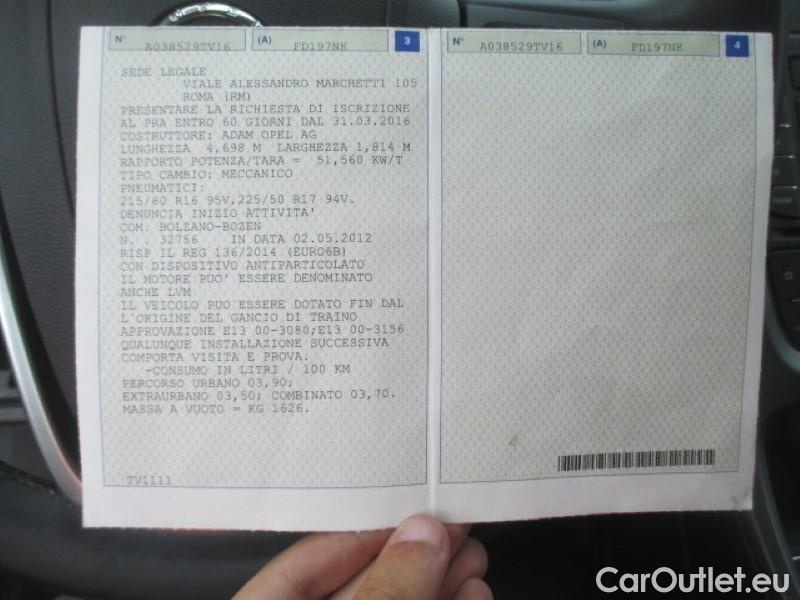 N° A038529TV16 (A) FD197NK 3
SEDE LEGALE
VIALE ALESSANDRO MARCHETTI 105
ROMA (RM)
PRESENTARE LA RICHIESTA DI ISCRIZIONE
AL PRA ENTRO 60 GIORNI DAL 31.03.2016
COSTRUTTORE: ADAM OPEL AG
LUNGHEZZA 4,698 M LARGHEZZA 1,814 M
RAPPORTO POTENZA/TARA = 51,560 KW/T
TIPO CAMBIO: MECCANICO
PNEUMATICI:
215/60 R16 95V,225/50 R17 94V.
DENUNCIA INIZIO ATTIVITA'
COM. BOLZANO-BOZEN
N. . 32756 IN DATA 02.05.2012
RISP IL REG 136/2014 (EURO6B)
CON DISPOSITIVO ANTIPARTICOLATO
IL MOTORE PUO' ESSERE DENOMINATO
ANCHE LVM
IL VEICOLO PUO ESSERE DOTATO FIN DAL
L'ORIGINE DEL GANCIO DI TRAINO
APPROVAZIONE E13 00-3080;E13 00-3156
QUALUNQUE INSTALLAZIONE SUCCESSIVA
COMPORTA VISITA E PROVA.
-CONSUMO IN LITRI / 100 KM
PERCORSO URBANO 03,90;
EXTRAURBANO 03,50; COMBINATO 03,70.
MASSA A VUOTO = KG 1626.
TV1111
N° A038529TV16 (A) FD197NK 4
CarOutlet.eu